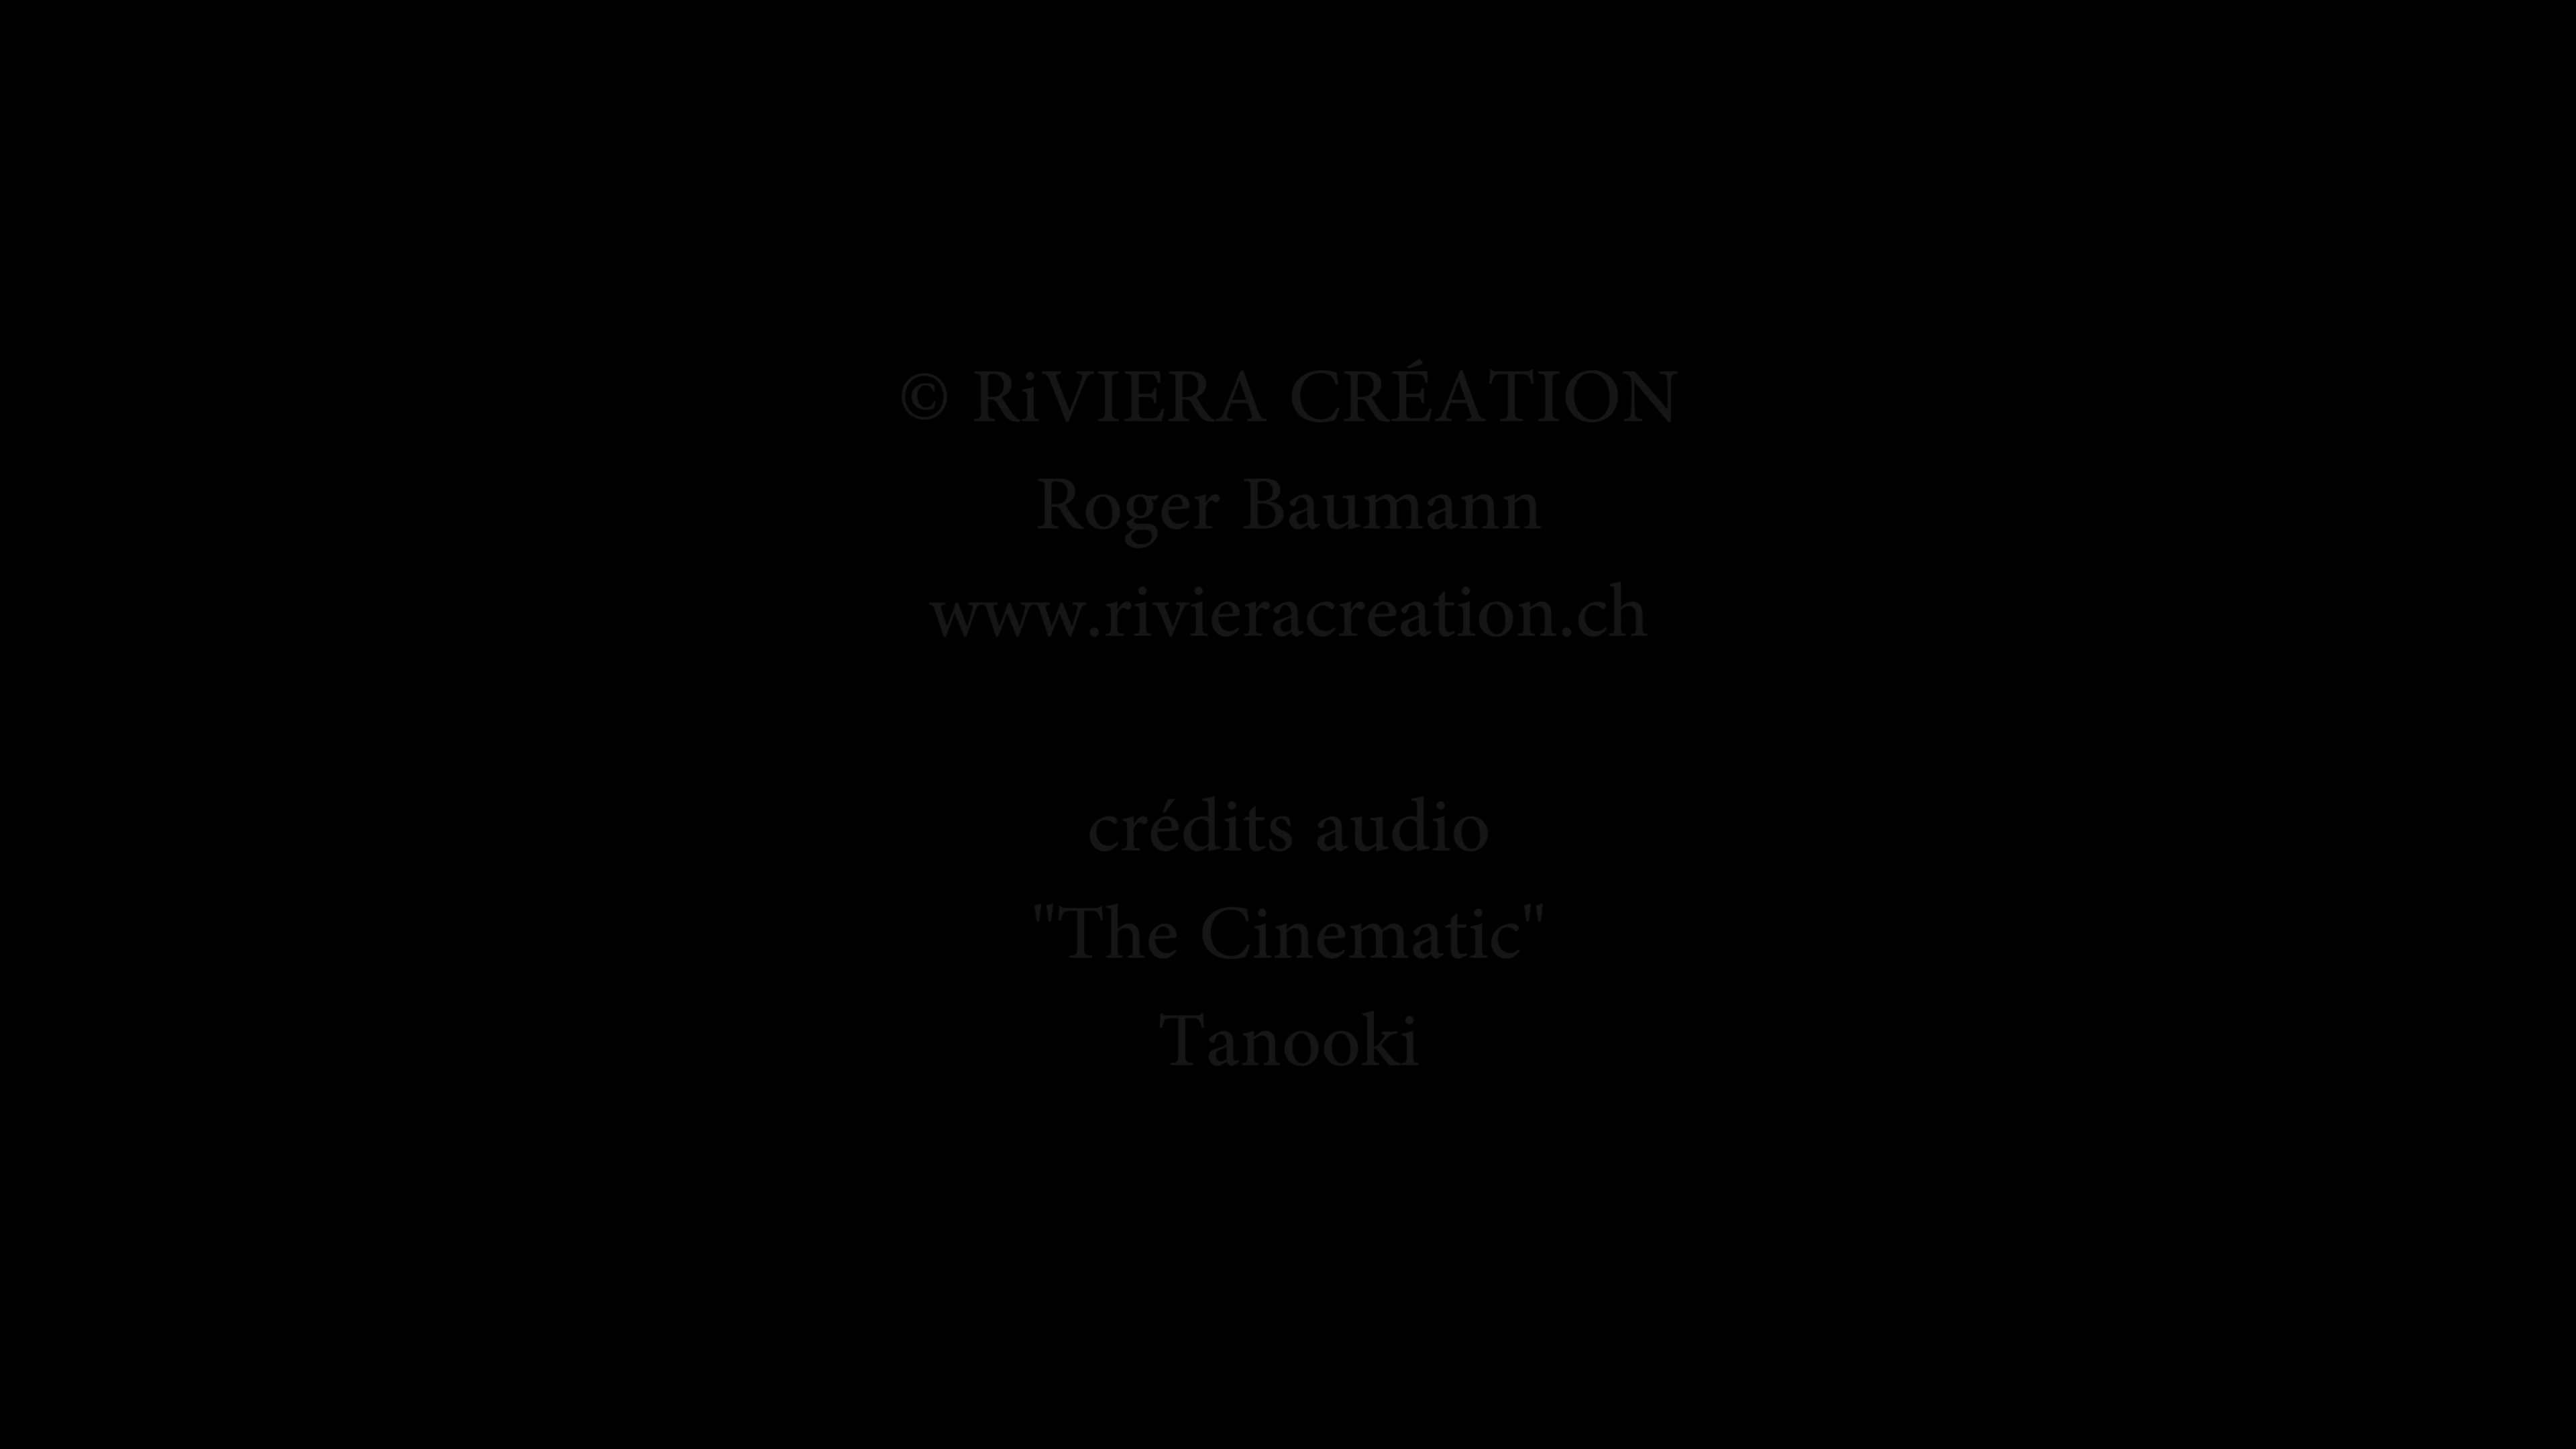 © RiVIERA CRÉATION
Roger Baumann
www.rivieracreation.ch
crédits audio
"The Cinematic"
Tanooki